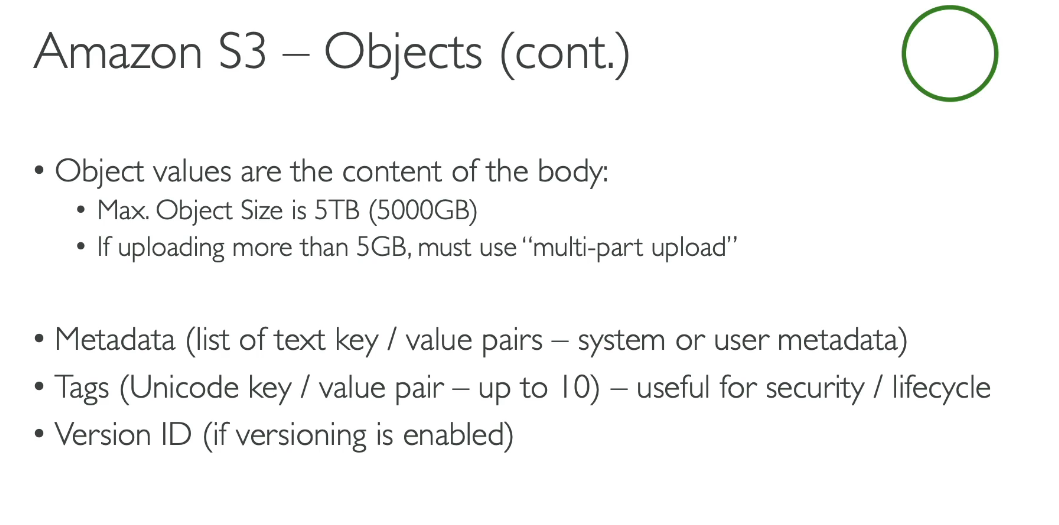 Amazon S3 – Objects (cont.)
• Object values are the content of the body:
• Max. Object Size is 5TB (5000GB)
• If uploading more than 5GB, must use “multi-part upload”
• Metadata (list of text key / value pairs – system or user metadata)
• Tags (Unicode key / value pair – up to 10) – useful for security / lifecycle
• Version ID (if versioning is enabled)